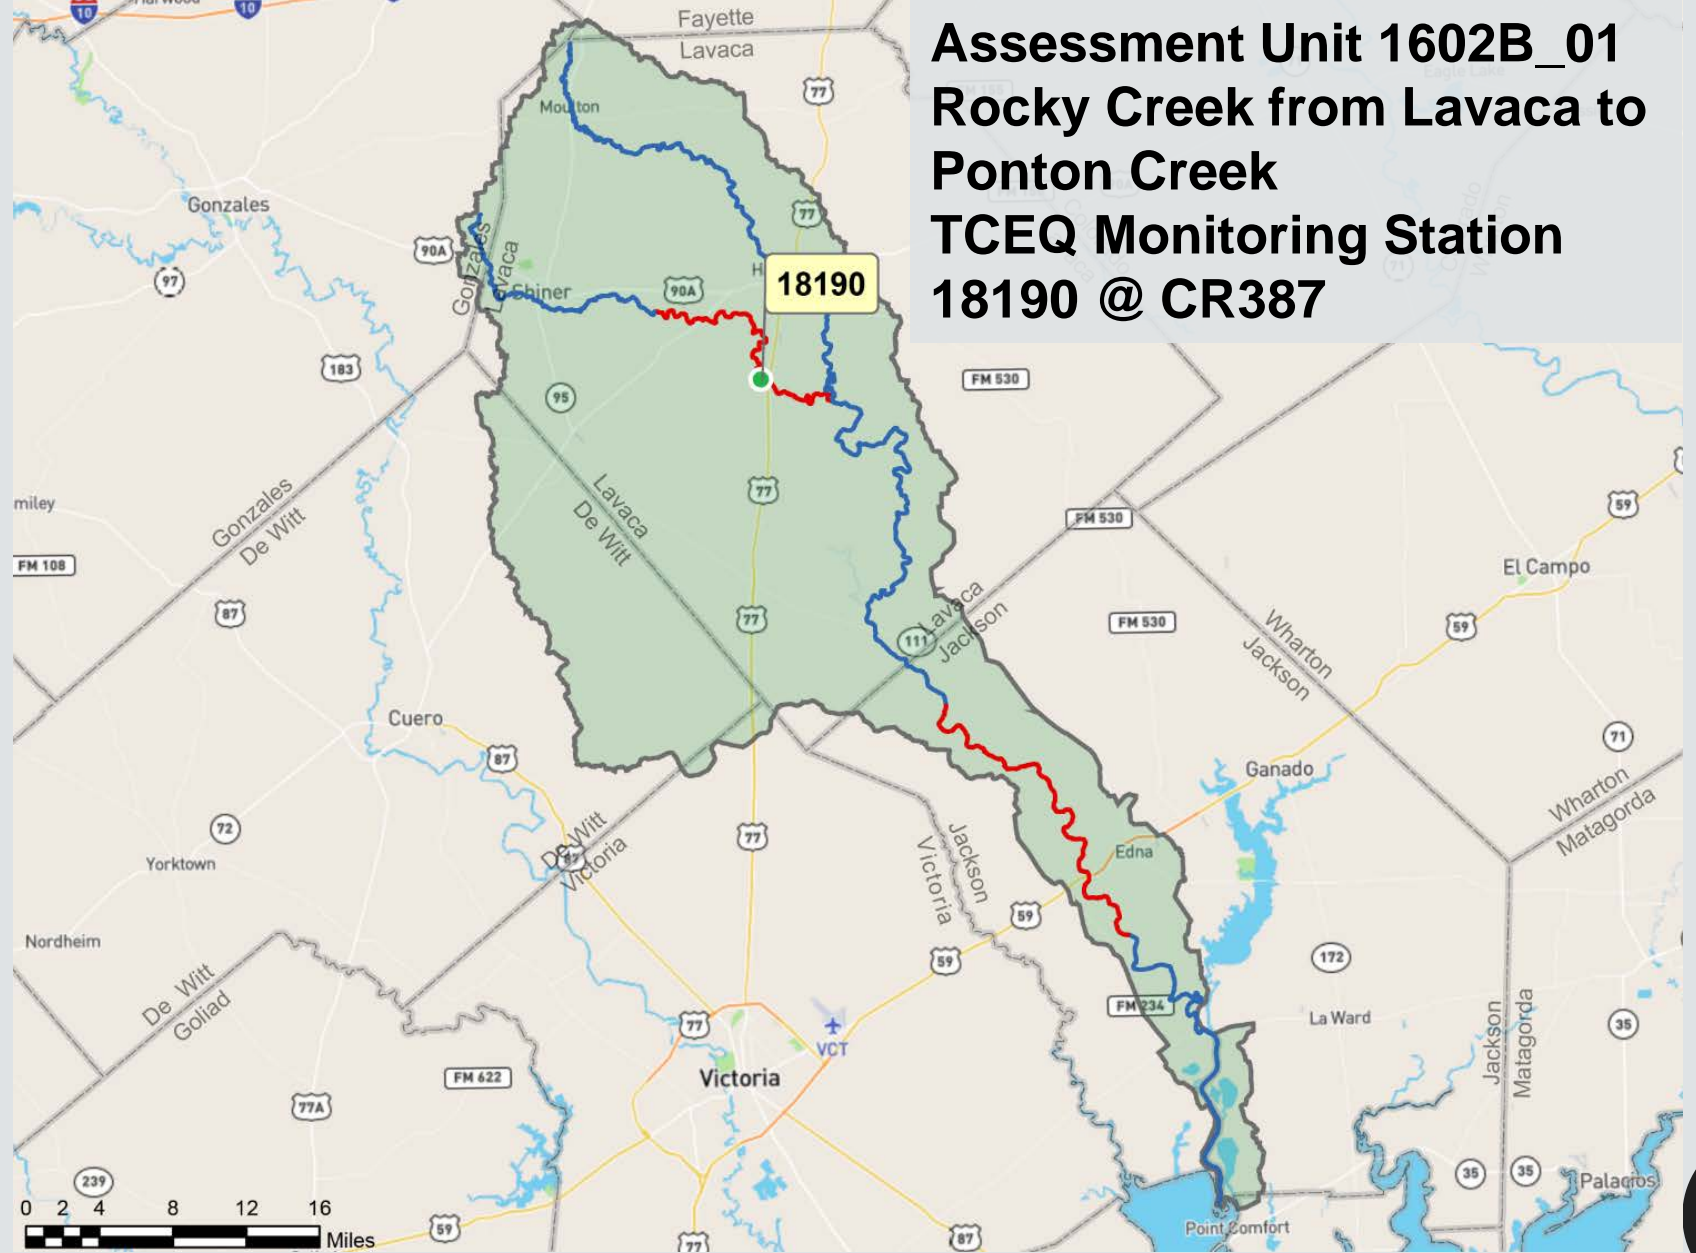 Assessment Unit 1602B_01
Rocky Creek from Lavaca to
Ponton Creek
TCEQ Monitoring Station
18190 @ CR387
10
10
Fayette
Lavaca
77
Moulton
Gonzales
77
90A
97
Gonzales
Lavaca
Shiner
90A
18190
183
95
FM 530
miley
Gonzales
De Witt
Lavaca
De Witt
77
FM 530
59
FM 108
El Campo
87
77
Lavaca
Jackson
111
FM 530
59
Wharton
Jackson
Cuero
87
71
Ganado
Wharton
Matagorda
72
De Witt
Victoria
87
77
Jackson
Victoria
Edna
Yorktown
59
Nordheim
59
172
De Witt
Goliad
FM 234
La Ward
Jackson
Matagorda
35
77
VCT
Victoria
FM 622
77A
239
35
35
Palacios
Point Comfort
0 2 4 8 12 16
Miles
59
77
87